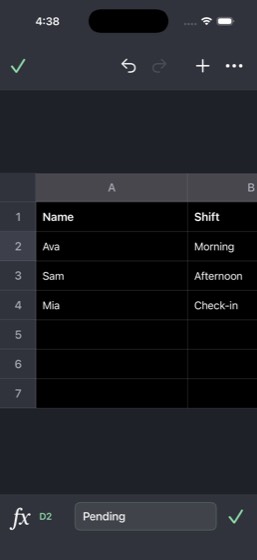 4:38
A B
1 Name Shift
2 Ava Morning
3 Sam Afternoon
4 Mia Check-in
5
6
7
fx D2 Pending